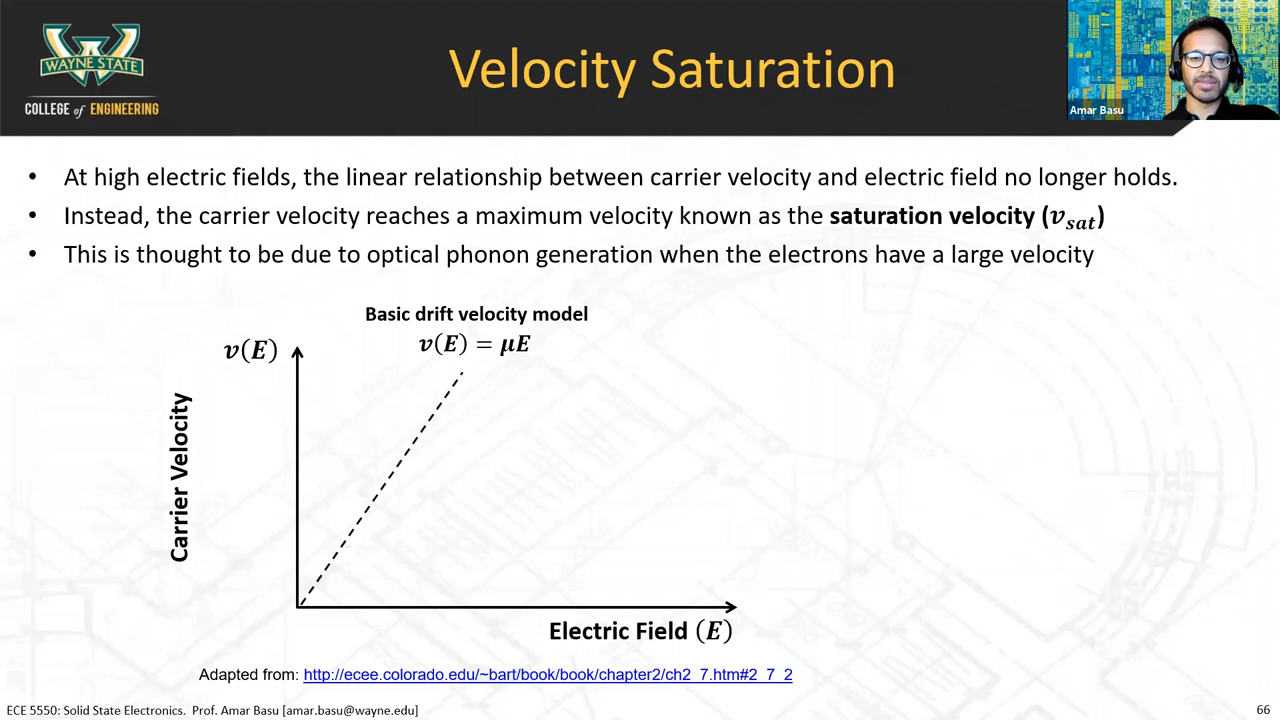 WAYNE STATE
COLLEGE of ENGINEERING
Velocity Saturation
Amar Basu
• At high electric fields, the linear relationship between carrier velocity and electric field no longer holds.
• Instead, the carrier velocity reaches a maximum velocity known as the saturation velocity (v_sat)
• This is thought to be due to optical phonon generation when the electrons have a large velocity
Basic drift velocity model
v(E) = μE
v(E)
Carrier Velocity
Electric Field (E)
Adapted from: http://ecee.colorado.edu/~bart/book/book/chapter2/ch2_7.htm#2_7_2
ECE 5550: Solid State Electronics. Prof. Amar Basu [amar.basu@wayne.edu]
66